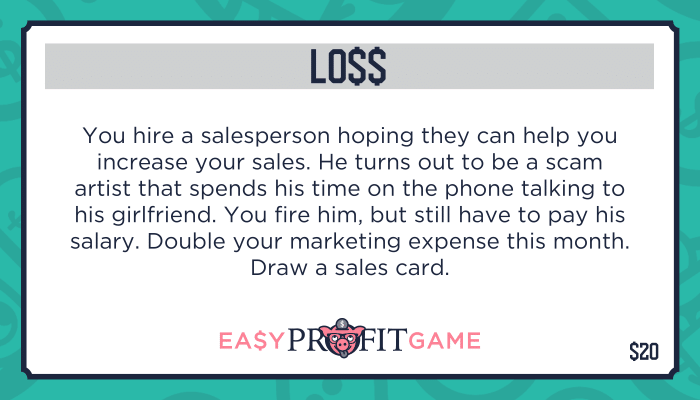 LO$$
You hire a salesperson hoping they can help you
increase your sales. He turns out to be a scam
artist that spends his time on the phone talking to
his girlfriend. You fire him, but still have to pay his
salary. Double your marketing expense this month.
Draw a sales card.
EA$YPROFITGAME
$20